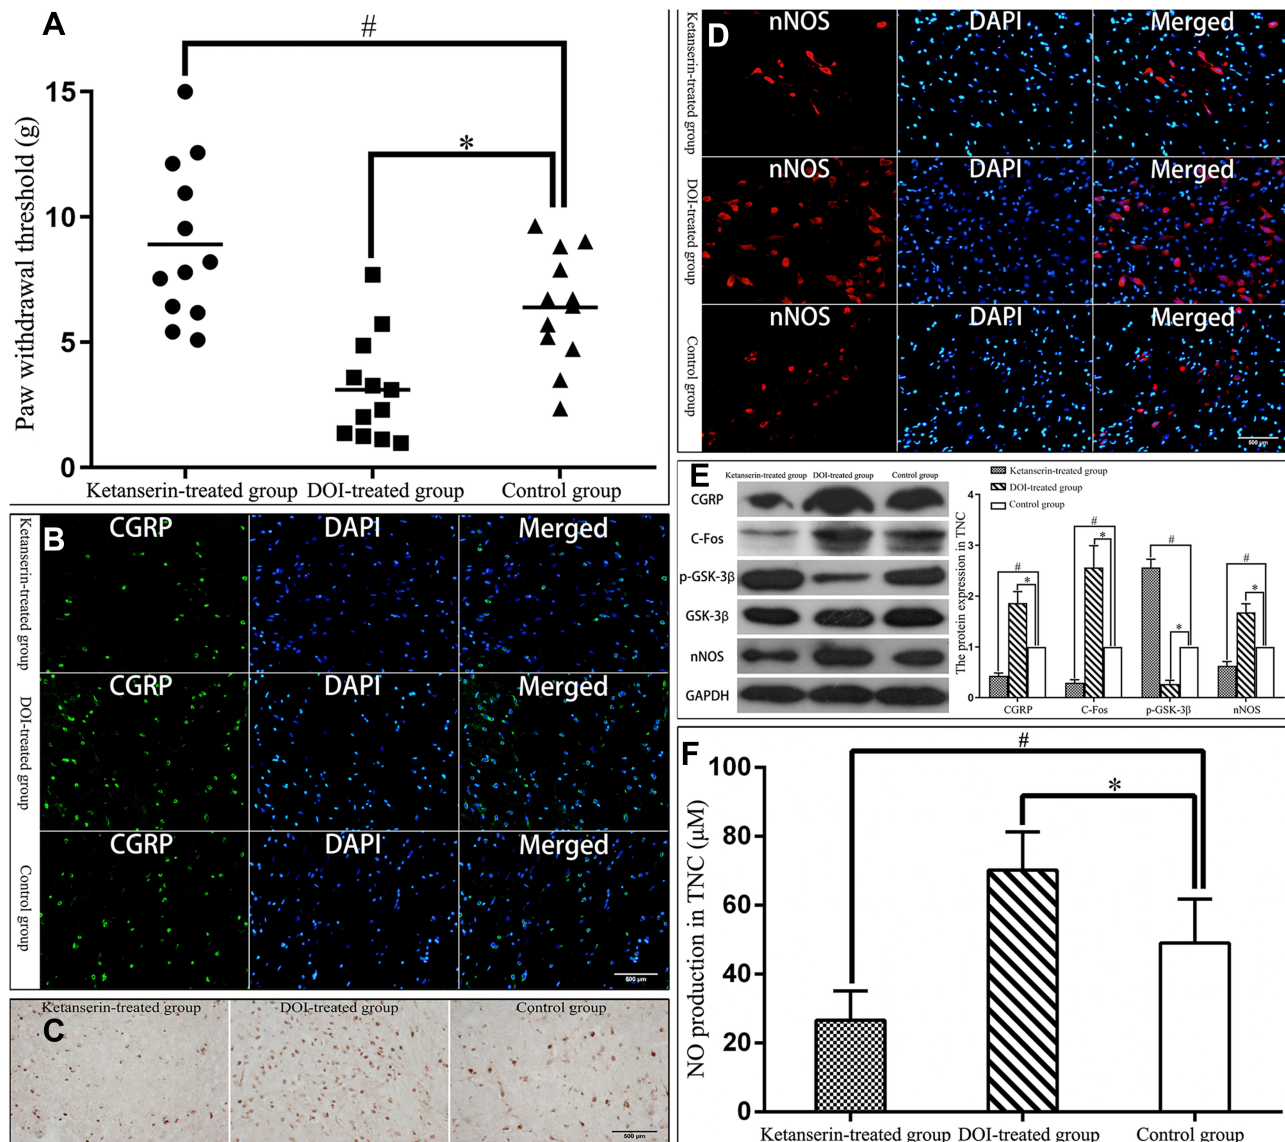 A
#
*
15
10
5
0
Paw withdrawal threshold (g)
Ketanserin-treated group
DOI-treated group
Control group
B
CGRP
DAPI
Merged
Ketanserin-treated group
CGRP
DAPI
Merged
DOI-treated group
CGRP
DAPI
Merged
Control group
500 μm
C
Ketanserin-treated group
DOI-treated group
Control group
500 μm
D
nNOS
DAPI
Merged
Ketanserin-treated group
nNOS
DAPI
Merged
DOI-treated group
nNOS
DAPI
Merged
Control group
500 μm
E
Ketanserin-treated group
DOI-treated group
Control group
CGRP
C-Fos
p-GSK-3β
GSK-3β
nNOS
GAPDH
Ketanserin-treated group
DOI-treated group
Control group
The protein expression in TNC
4
3
2
1
0
#
*
#
*
#
*
#
*
CGRP
C-Fos
p-GSK-3β
nNOS
F
#
*
100
80
60
40
20
0
NO production in TNC (μM)
Ketanserin-treated group
DOI-treated group
Control group